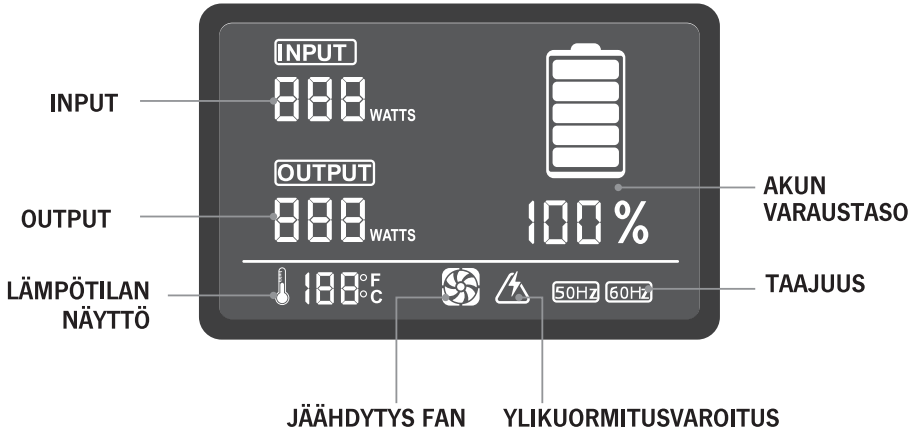 INPUT
INPUT
888 WATTS
OUTPUT
OUTPUT
888 WATTS
100%
AKUN
VARAUSTASO
LÄMPÖTILAN
NÄYTTÖ
188°F
°C
50Hz 60Hz
TAAJUUS
JÄÄHDYTYS FAN
YLIKUORMITUSVAROITUS